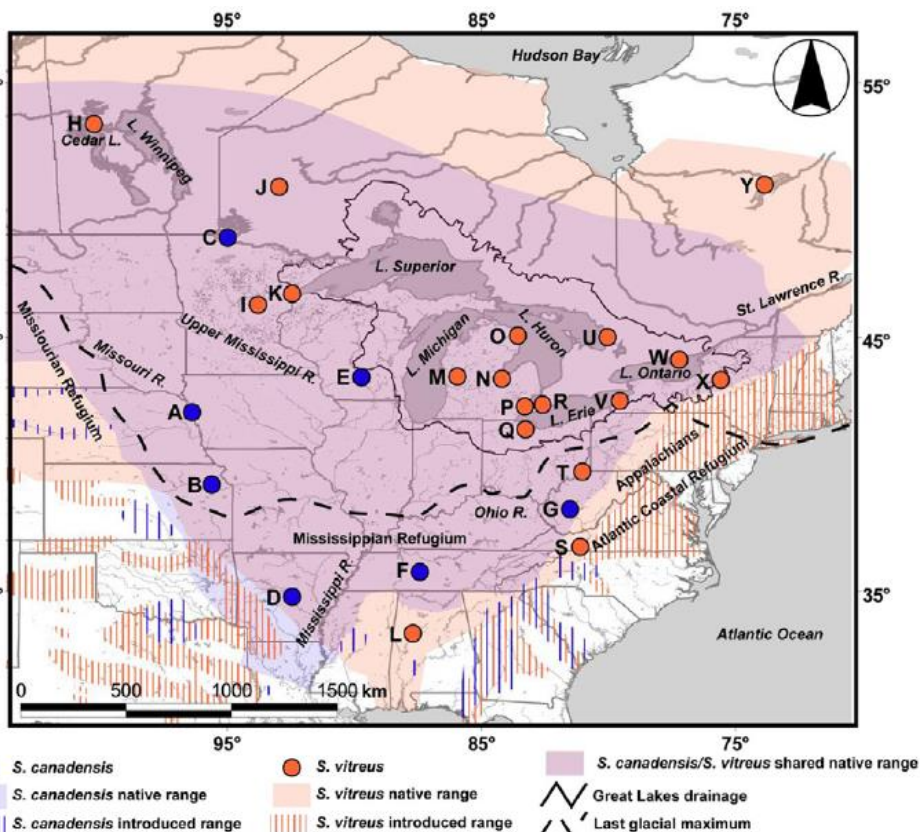 95°
85°
75°
Hudson Bay
55°
H
Cedar L.
L. Winnipeg
J
Y
C
L. Superior
St. Lawrence R.
K
I
Missourian Refugium
Missouri R.
Upper Mississippi R.
L. Michigan
O
L. Huron
U
45°
W
L. Ontario
E
M
N
X
A
P
R
L. Erie
V
Q
T
Appalachians
B
Ohio R.
G
Atlantic Coastal Refugium
Mississippian Refugium
S
F
D
Mississippi R.
35°
L
Atlantic Ocean
0
500
1000
1500 km
95°
85°
75°
S. canadensis
S. vitreus
S. canadensis/S. vitreus shared native range
S. canadensis native range
S. vitreus native range
Great Lakes drainage
S. canadensis introduced range
S. vitreus introduced range
Last glacial maximum